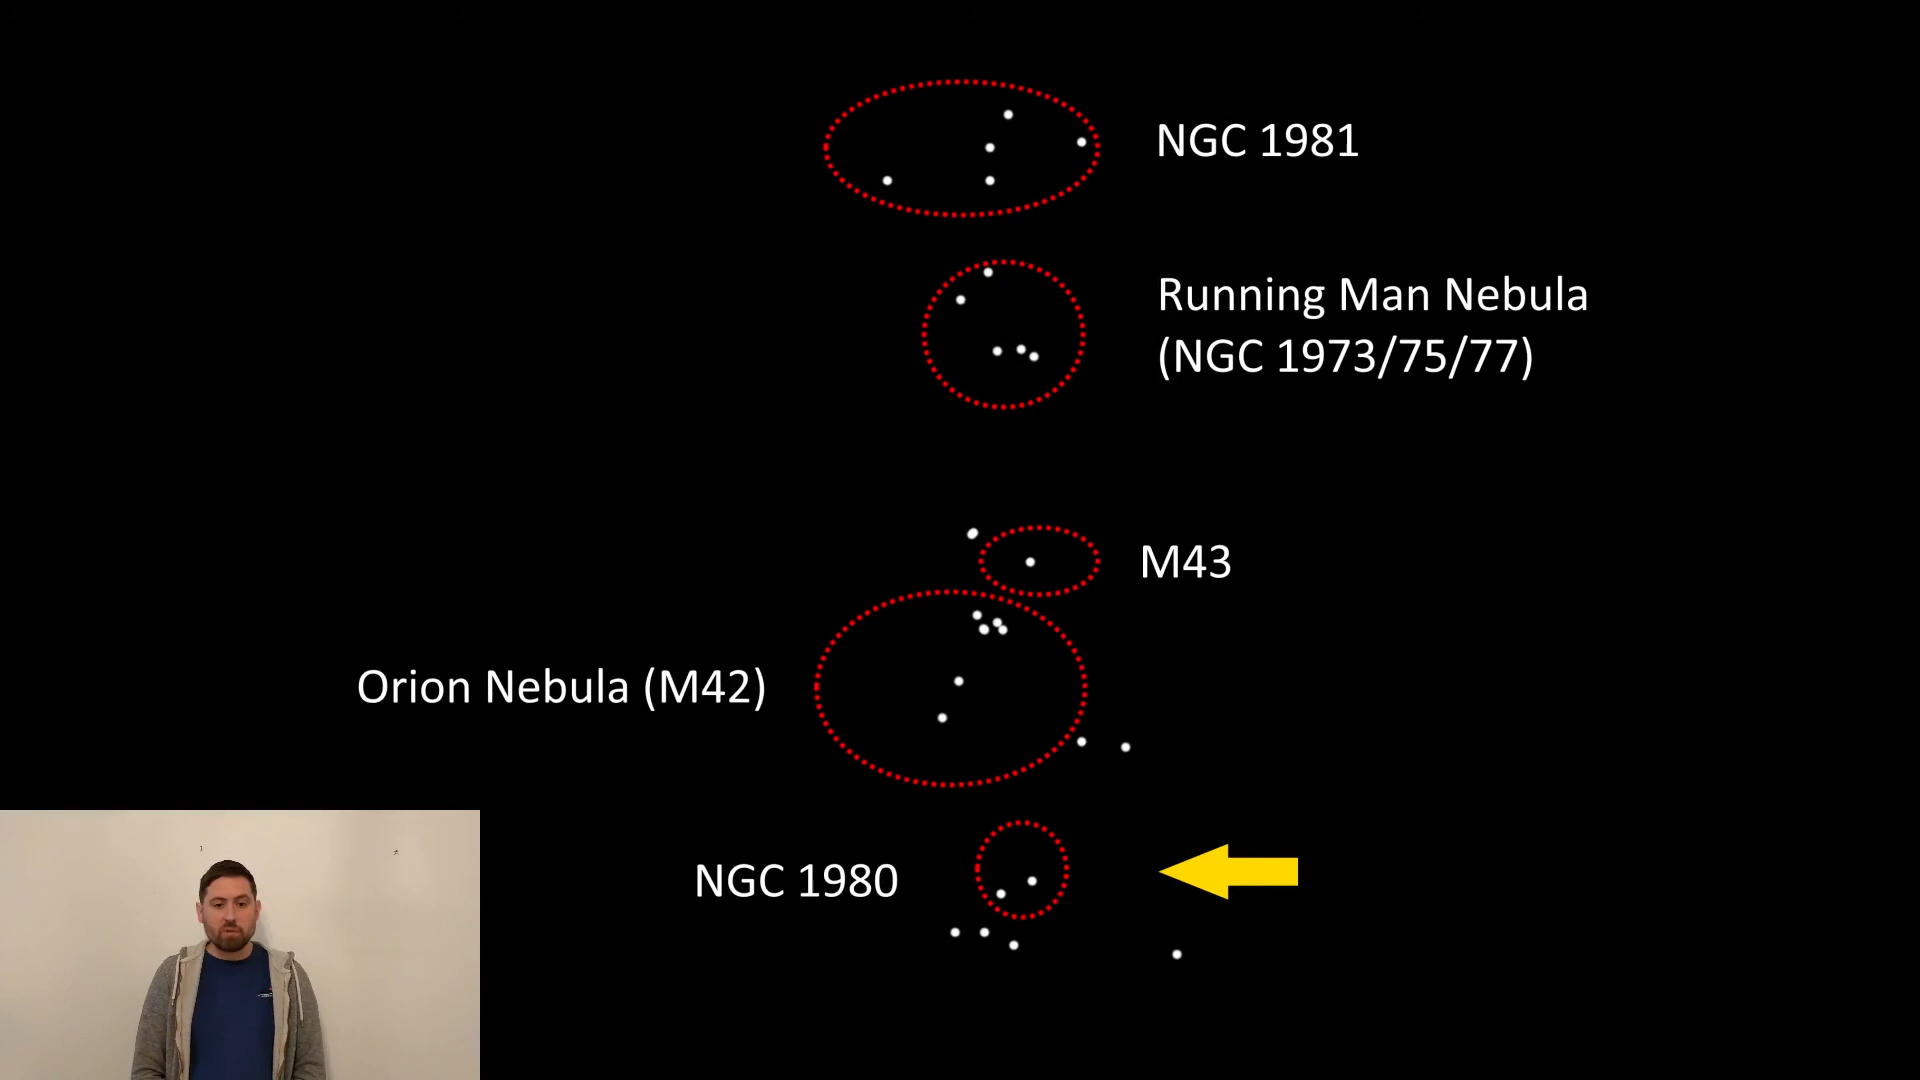 NGC 1981
Running Man Nebula
(NGC 1973/75/77)
M43
Orion Nebula (M42)
NGC 1980